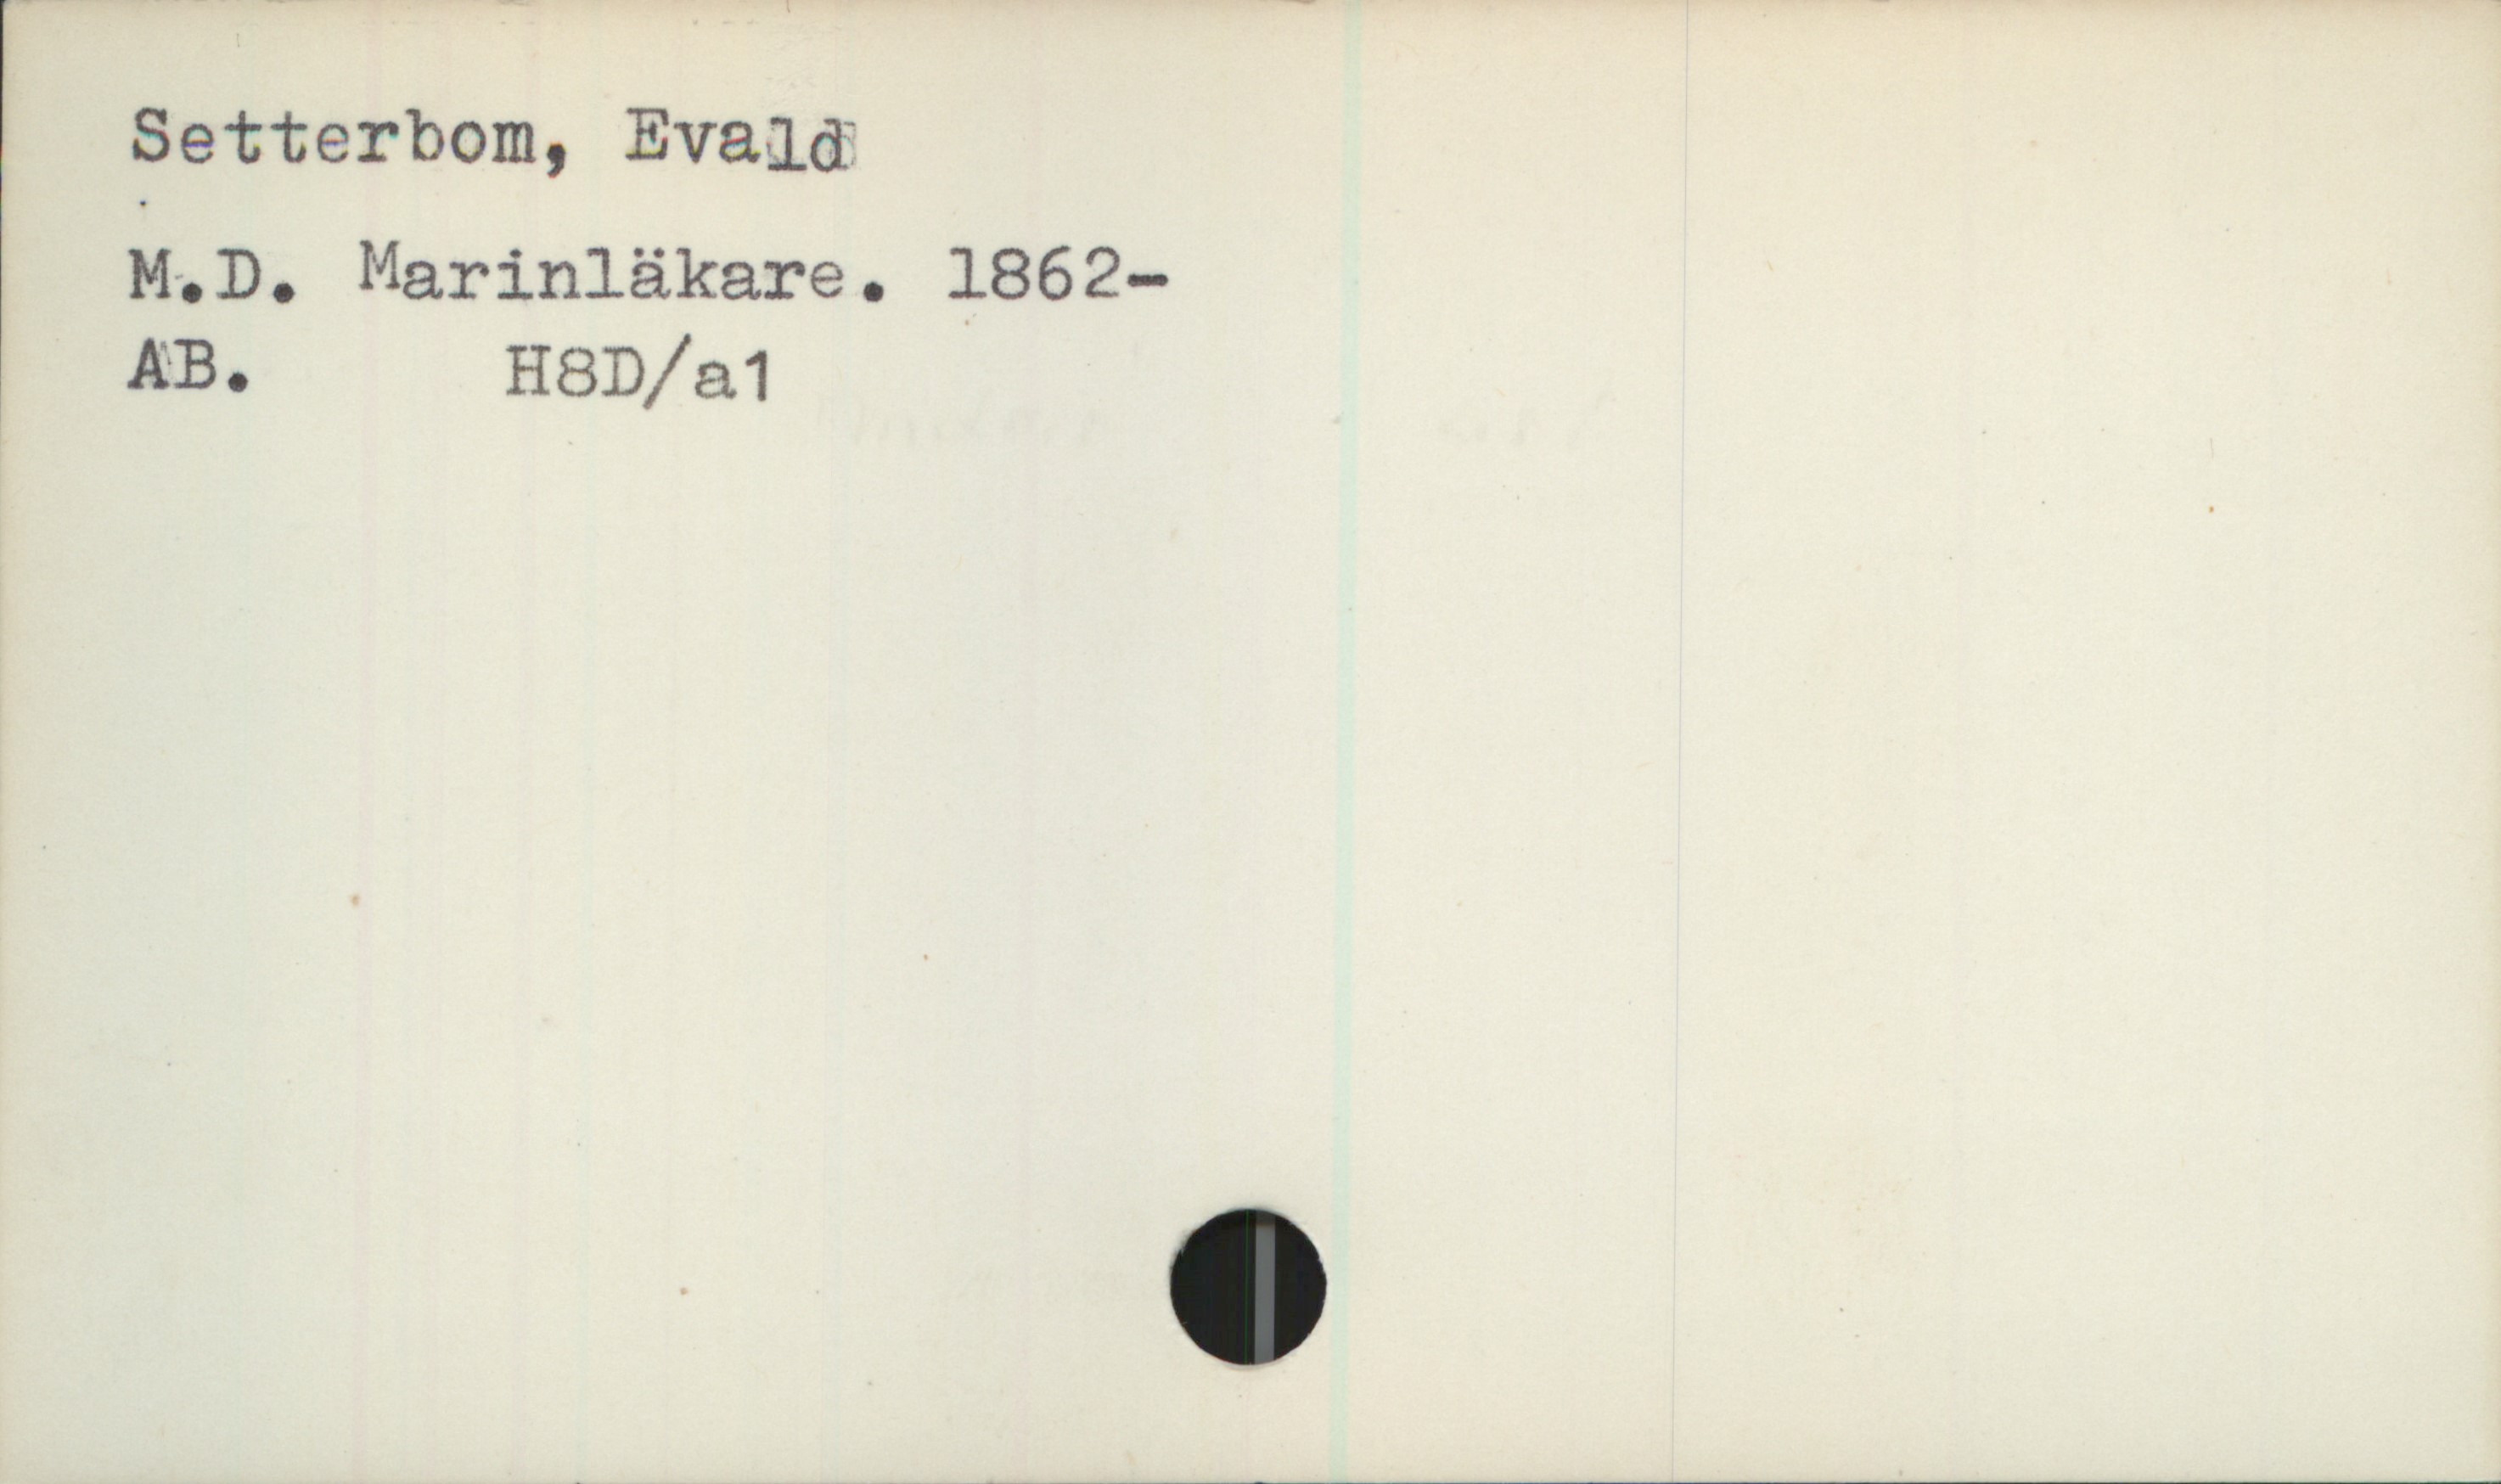 Setterbom, Evald
M.D. Marinläkare. 1862-
AB. H8D/a1